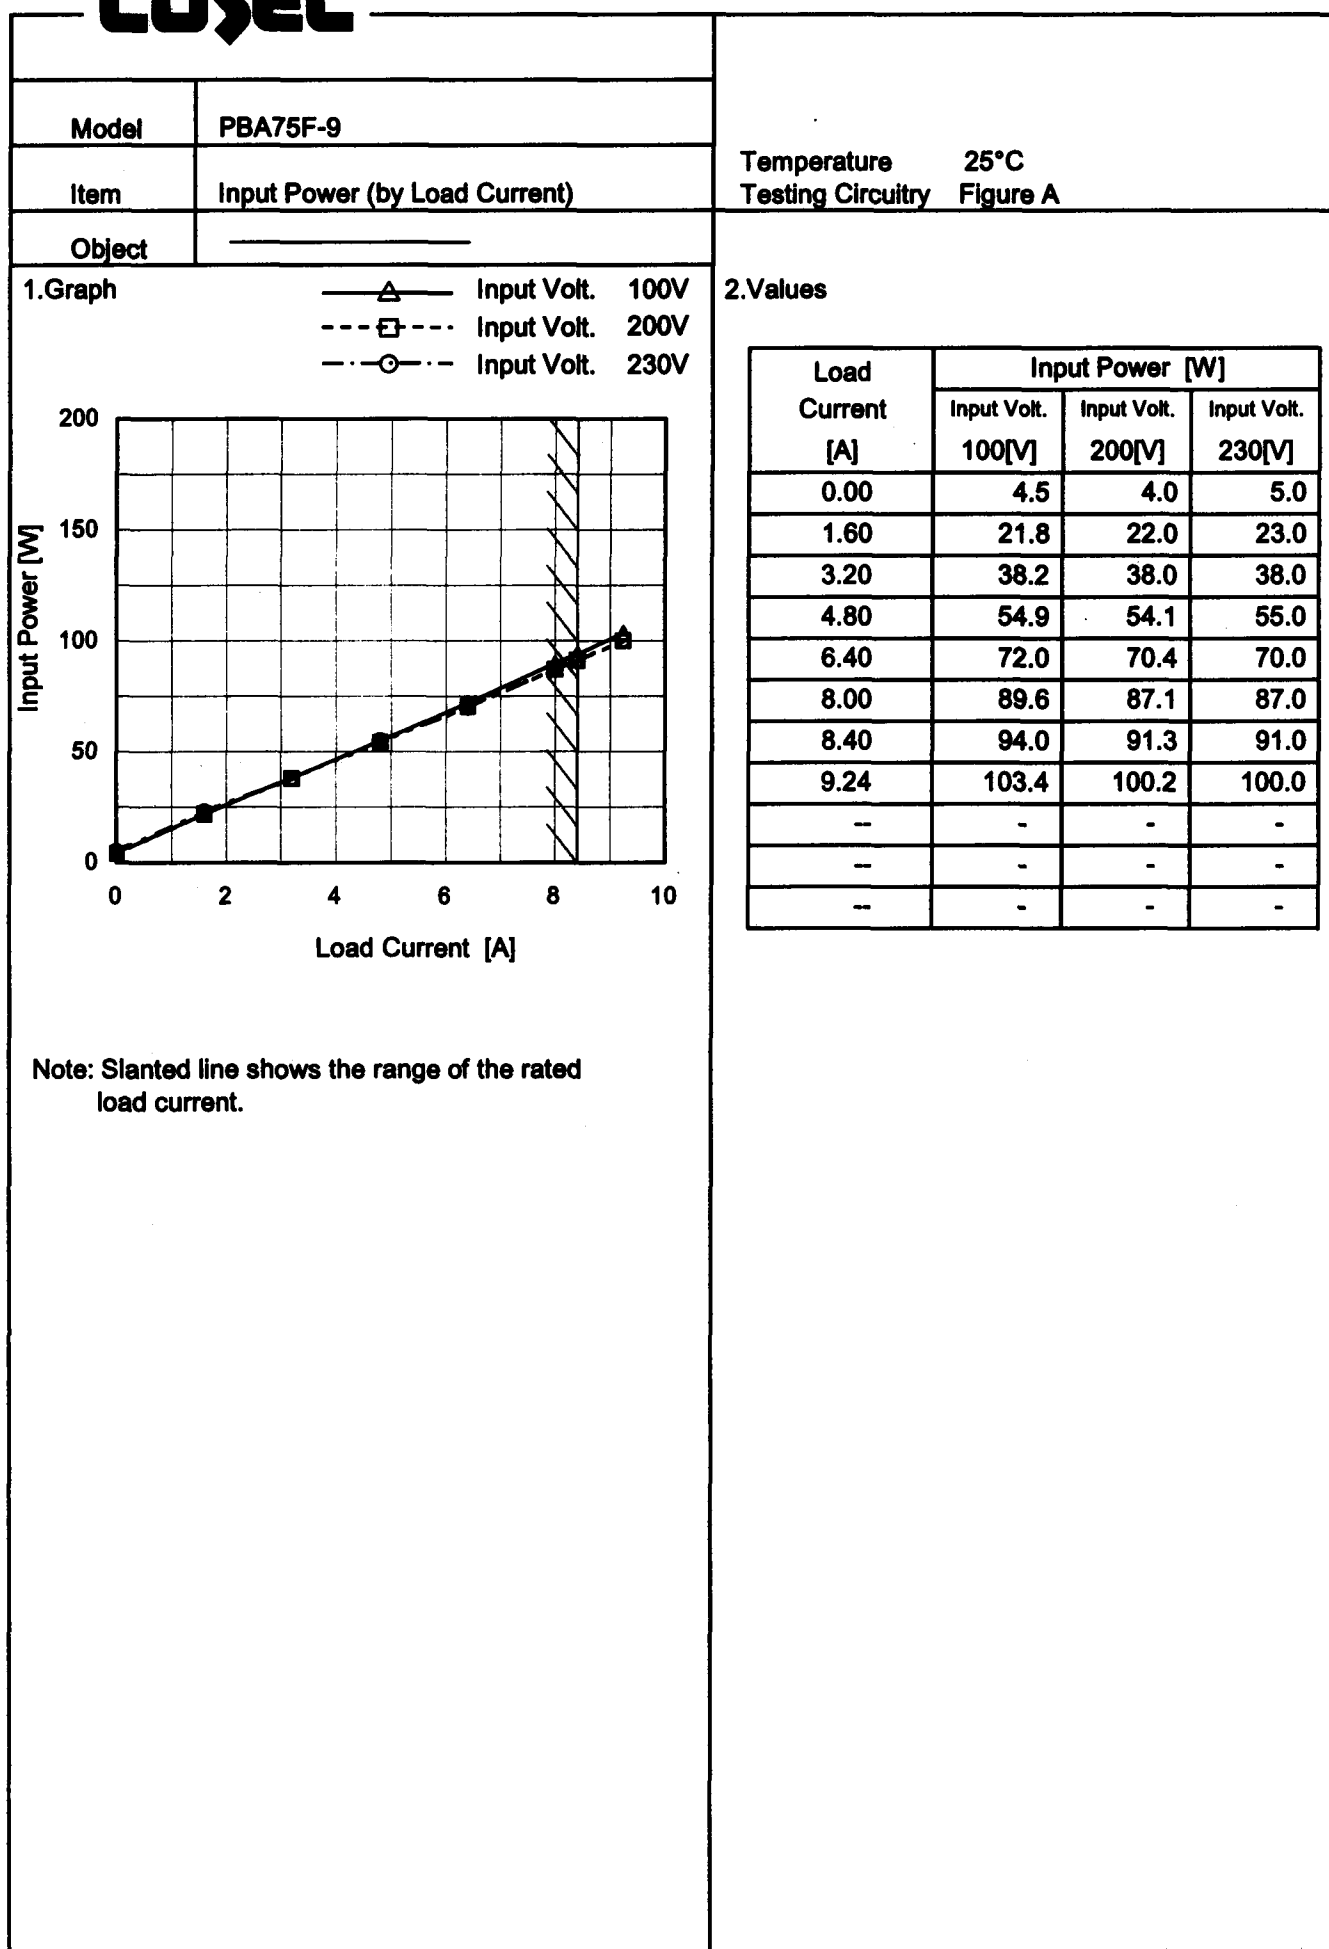 Model PBA75F-9
Item Input Power (by Load Current)
Object
Temperature 25°C
Testing Circuitry Figure A
1.Graph
Input Volt. 100V
Input Volt. 200V
Input Volt. 230V
200
150
100
50
0
0 2 4 6 8 10
Input Power [W]
Load Current [A]
Note: Slanted line shows the range of the rated
load current.
2.Values
Load Input Power [W]
Current Input Volt. Input Volt. Input Volt.
[A] 100[V] 200[V] 230[V]
0.00 4.5 4.0 5.0
1.60 21.8 22.0 23.0
3.20 38.2 38.0 38.0
4.80 54.9 54.1 55.0
6.40 72.0 70.4 70.0
8.00 89.6 87.1 87.0
8.40 94.0 91.3 91.0
9.24 103.4 100.2 100.0
-- - - -
-- - - -
-- - - -